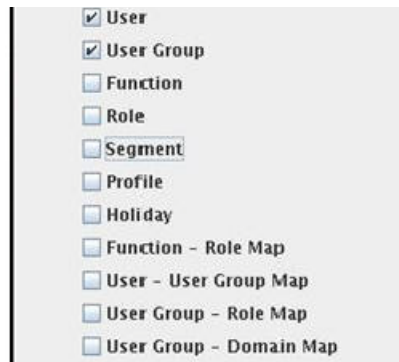 User
User Group
Function
Role
Segment
Profile
Holiday
Function - Role Map
User - User Group Map
User Group - Role Map
User Group - Domain Map